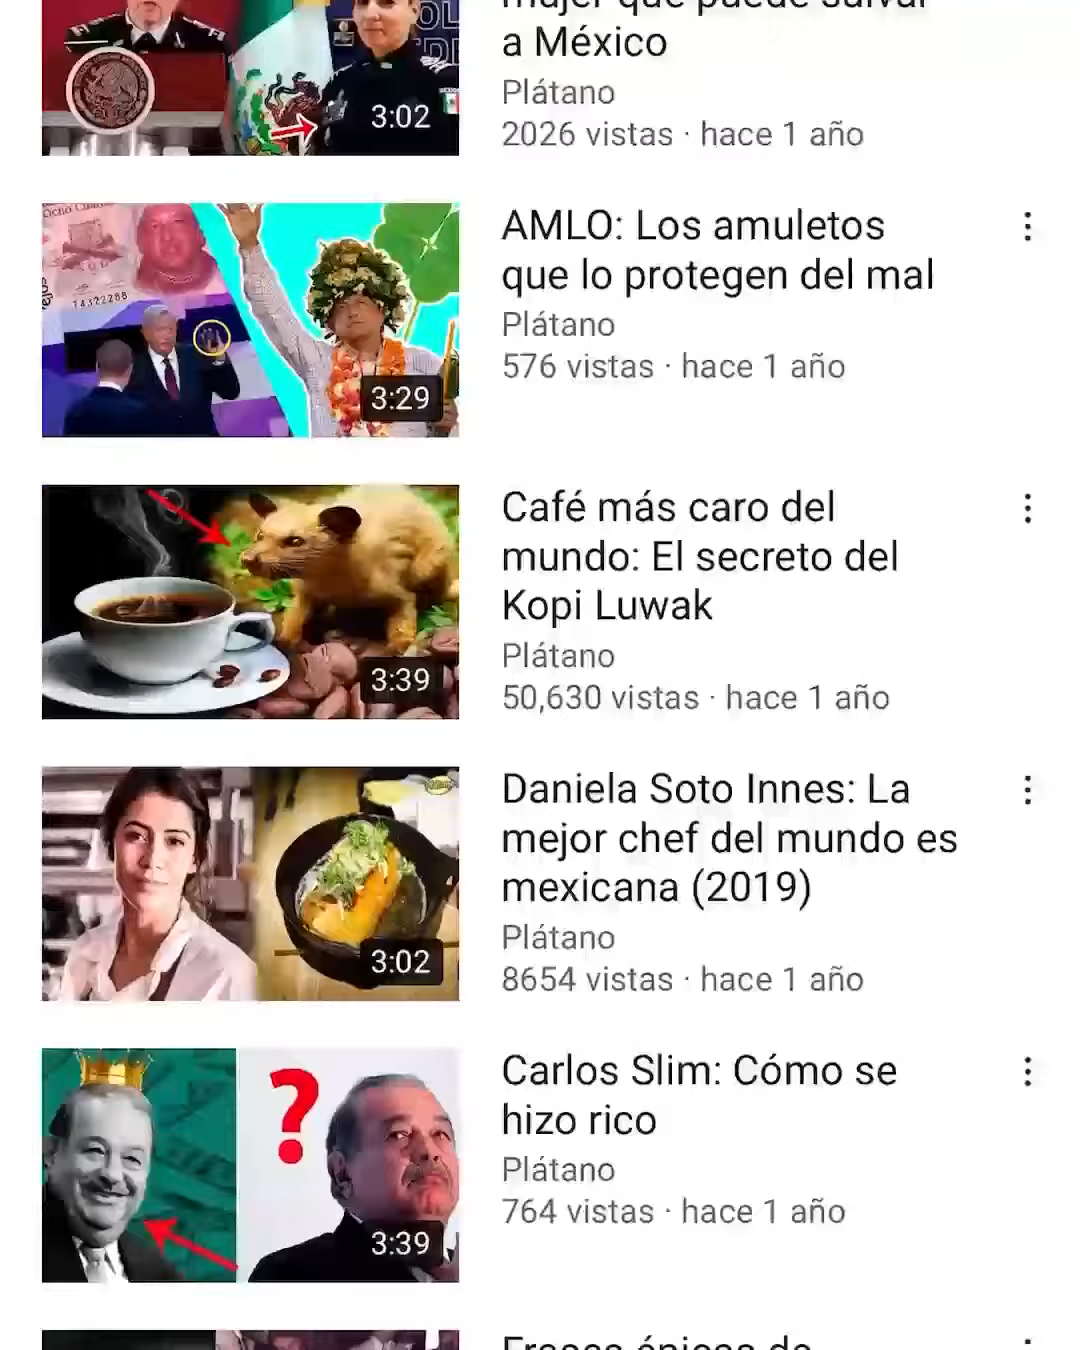 a México
Plátano
2026 vistas · hace 1 año
3:02
AMLO: Los amuletos
que lo protegen del mal
Plátano
576 vistas · hace 1 año
14322288
3:29
Café más caro del
mundo: El secreto del
Kopi Luwak
Plátano
50,630 vistas · hace 1 año
3:39
Daniela Soto Innes: La
mejor chef del mundo es
mexicana (2019)
Plátano
8654 vistas · hace 1 año
3:02
Carlos Slim: Cómo se
hizo rico
Plátano
764 vistas · hace 1 año
?
3:39